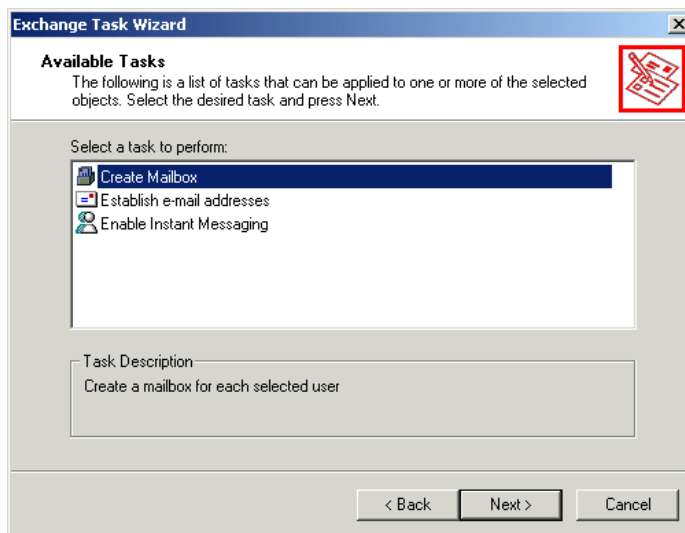 Exchange Task Wizard
Available Tasks
The following is a list of tasks that can be applied to one or more of the selected
objects. Select the desired task and press Next.
Select a task to perform:
Create Mailbox
Establish e-mail addresses
Enable Instant Messaging
Task Description
Create a mailbox for each selected user
< Back
Next >
Cancel